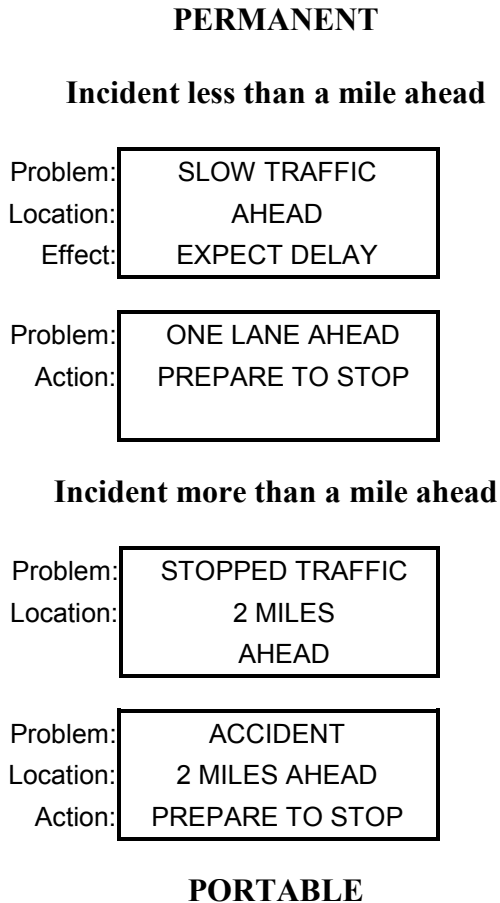 PERMANENT
Incident less than a mile ahead
Problem: SLOW TRAFFIC
Location: AHEAD
Effect: EXPECT DELAY
Problem: ONE LANE AHEAD
Action: PREPARE TO STOP
Incident more than a mile ahead
Problem: STOPPED TRAFFIC
Location: 2 MILES
AHEAD
Problem: ACCIDENT
Location: 2 MILES AHEAD
Action: PREPARE TO STOP
PORTABLE